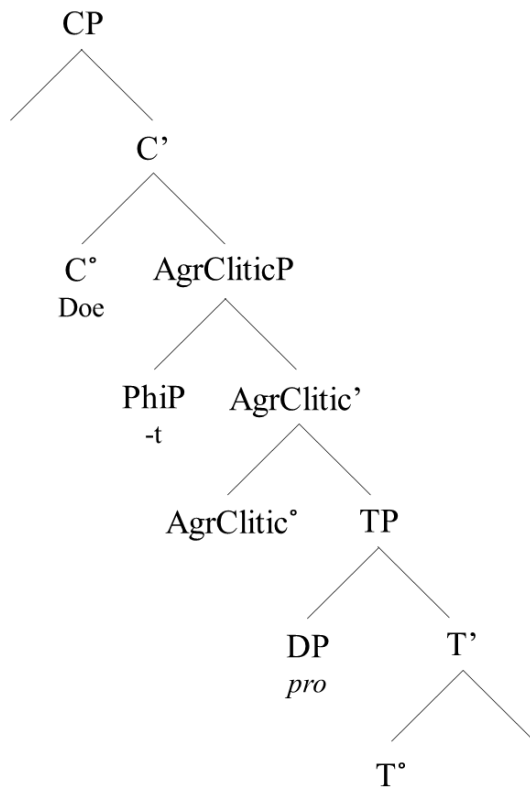 CP
C’
C° AgrCliticP
Doe
PhiP AgrClitic’
-t
AgrClitic° TP
DP T’
pro
T°